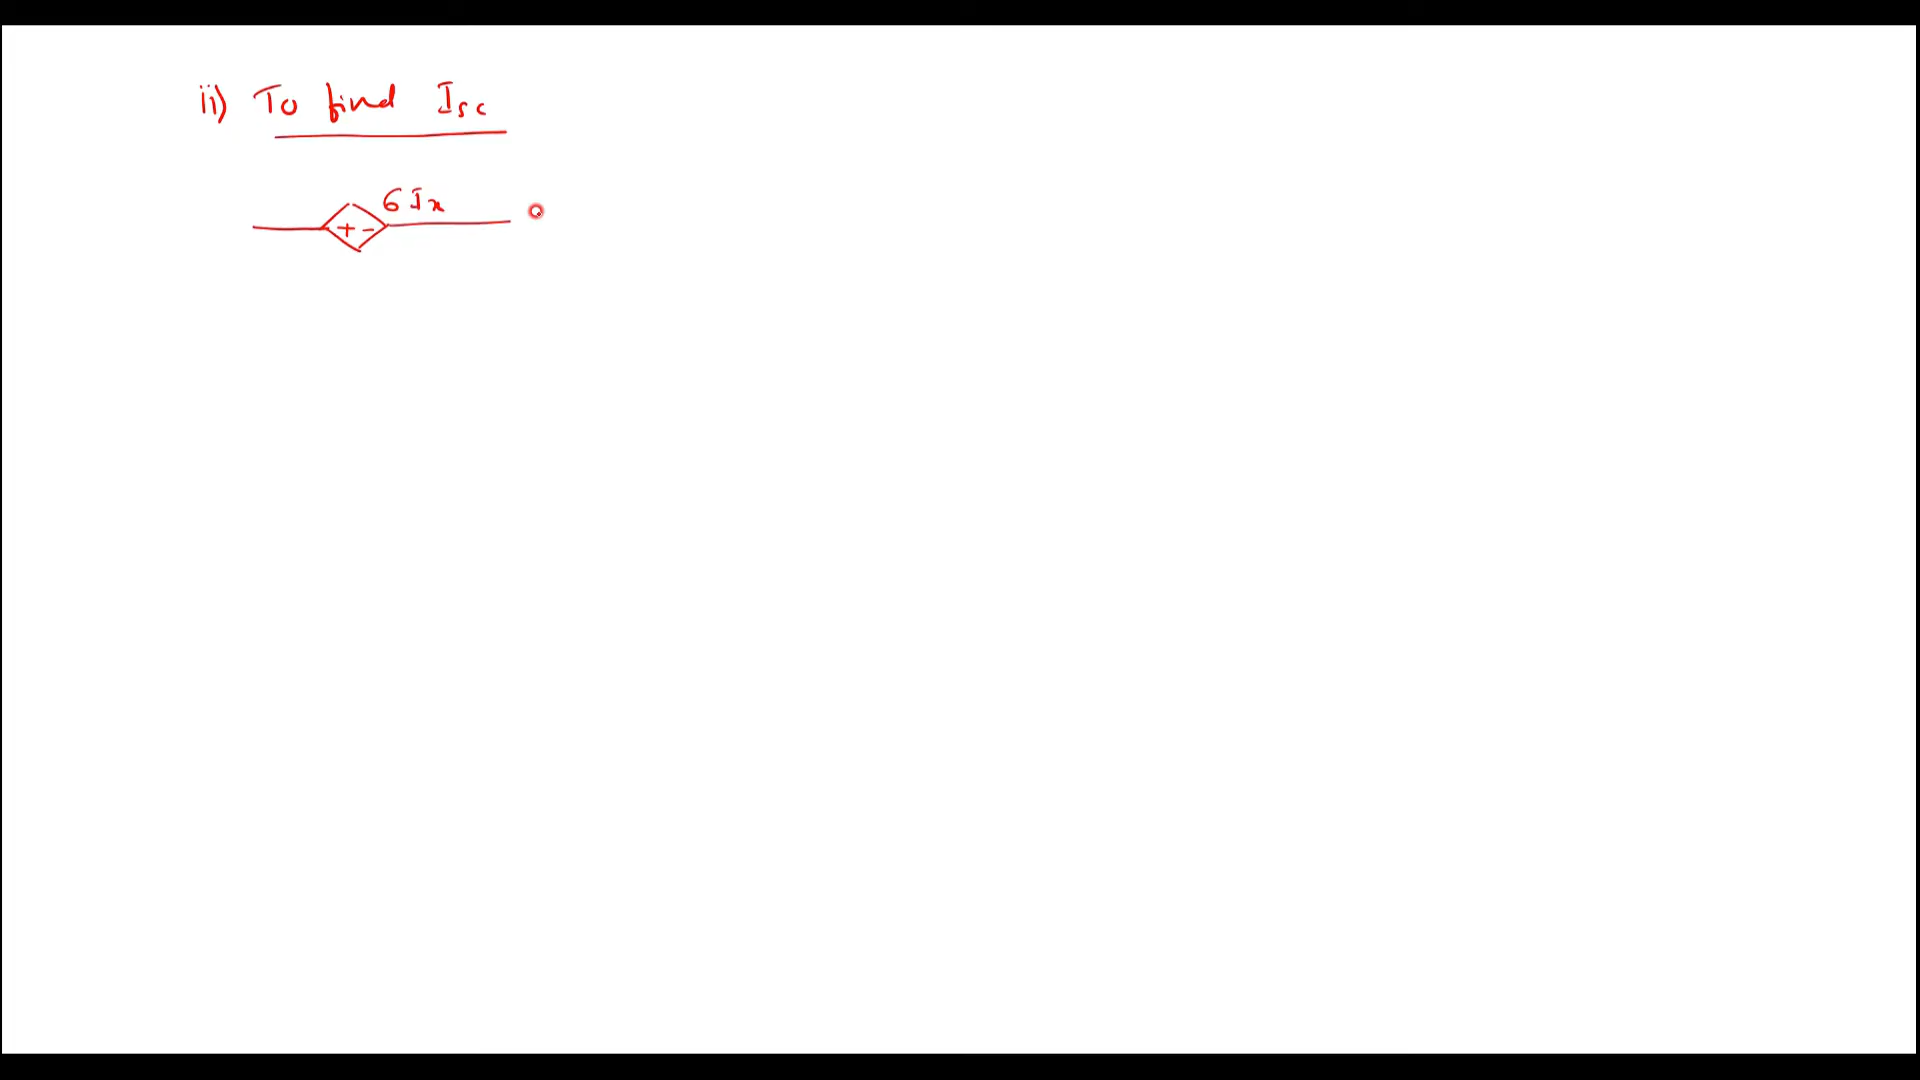 ii) To find Isc
6Ix
+ -